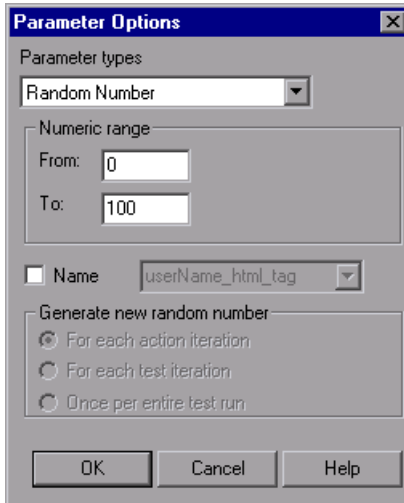 Parameter Options
Parameter types
Random Number
Numeric range
From: 0
To: 100
Name userName_html_tag
Generate new random number
For each action iteration
For each test iteration
Once per entire test run
OK Cancel Help